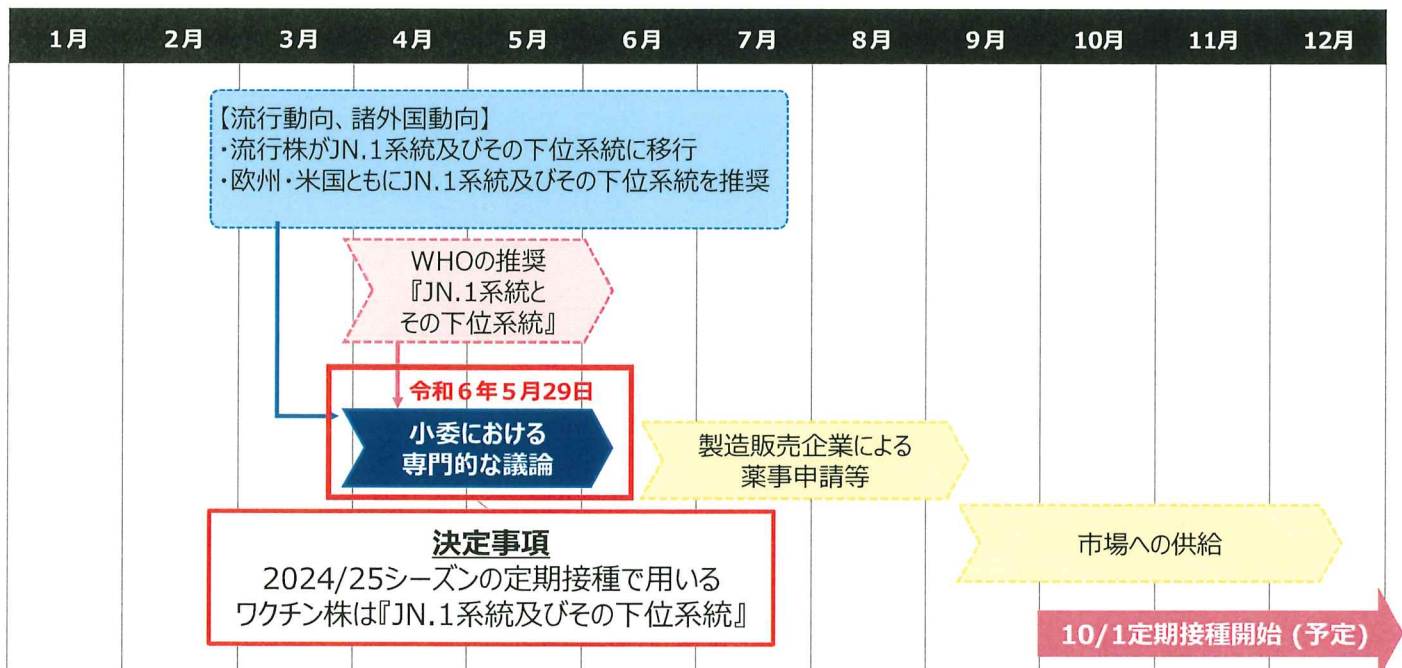 1月 2月 3月 4月 5月 6月 7月 8月 9月 10月 11月 12月
【流行動向、諸外国動向】
・流行株がJN.1系統及びその下位系統に移行
・欧州・米国ともにJN.1系統及びその下位系統を推奨
WHOの推奨
『JN.1系統と
その下位系統』
令和6年5月29日
小委における
専門的な議論
製造販売企業による
薬事申請等
決定事項
2024/25シーズンの定期接種で用いる
ワクチン株は『JN.1系統及びその下位系統』
市場への供給
10/1定期接種開始 (予定)